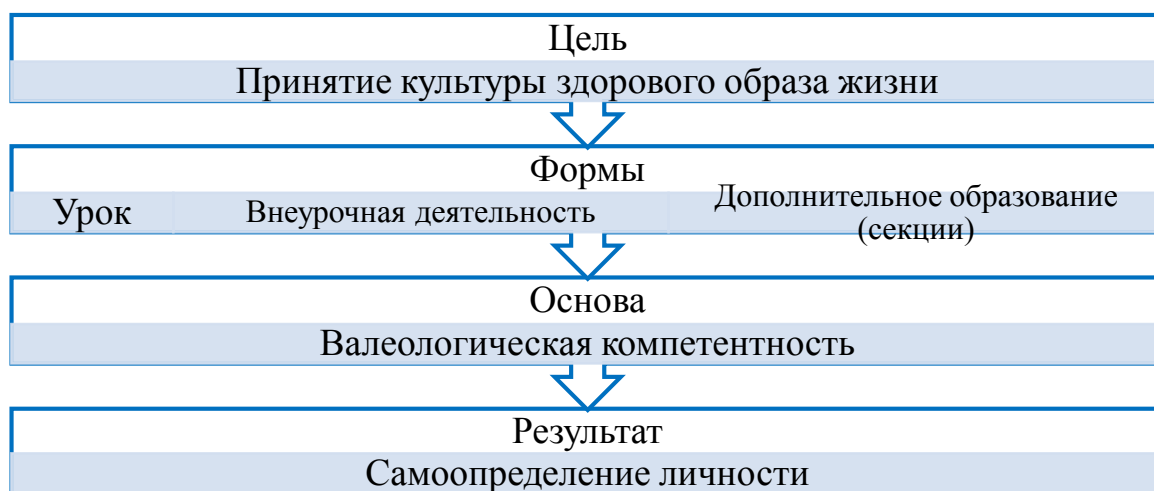 Цель
Принятие культуры здорового образа жизни
Формы
Урок
Внеурочная деятельность
Дополнительное образование
(секции)
Основа
Валеологическая компетентность
Результат
Самоопределение личности